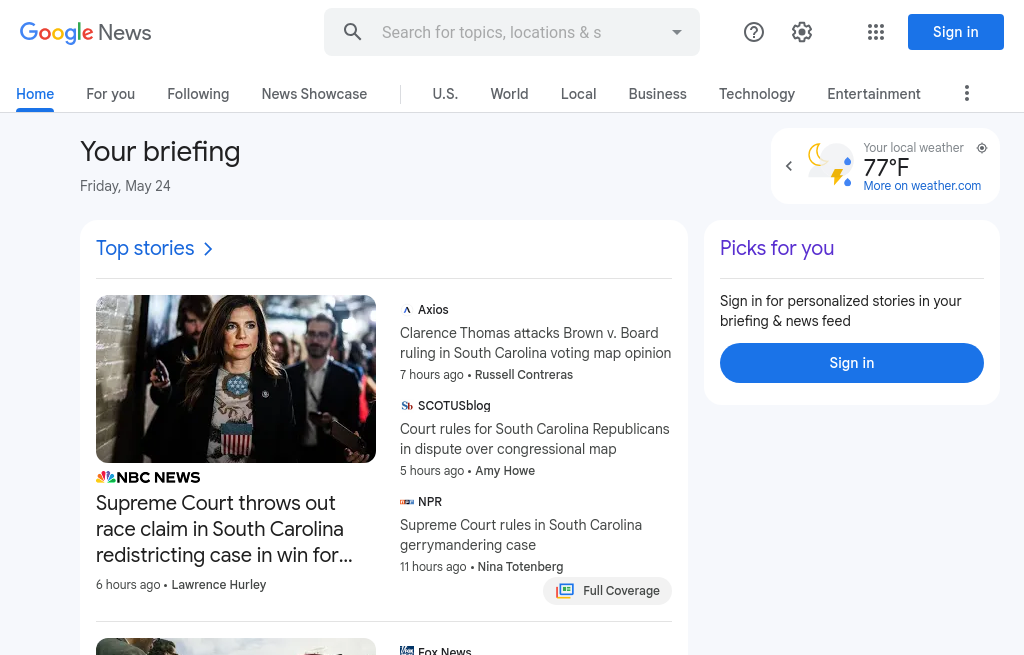 Google News
Search for topics, locations & s
Sign in
Home
For you
Following
News Showcase
U.S.
World
Local
Business
Technology
Entertainment
Your briefing
Friday, May 24
Your local weather
77°F
More on weather.com
Top stories
NBC NEWS
Supreme Court throws out
race claim in South Carolina
redistricting case in win for...
6 hours ago • Lawrence Hurley
Axios
Clarence Thomas attacks Brown v. Board
ruling in South Carolina voting map opinion
7 hours ago • Russell Contreras
SCOTUSblog
Court rules for South Carolina Republicans
in dispute over congressional map
5 hours ago • Amy Howe
NPR
Supreme Court rules in South Carolina
gerrymandering case
11 hours ago • Nina Totenberg
Full Coverage
Fox News
Picks for you
Sign in for personalized stories in your
briefing & news feed
Sign in